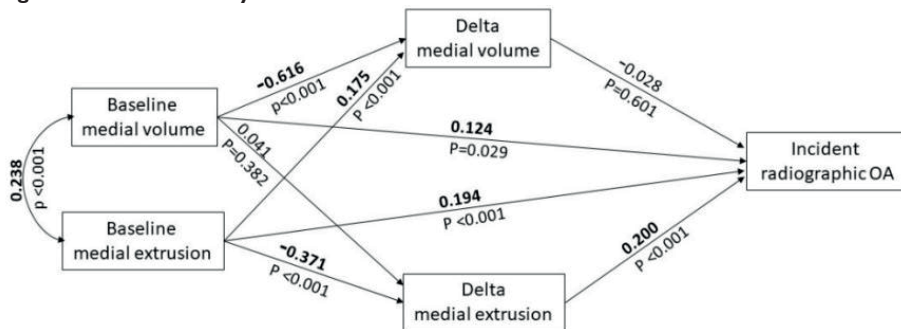 Delta
medial volume
−0.616
p<0.001
0.175
P <0.001
−0.028
P=0.601
Baseline
medial volume
0.041
P=0.382
0.124
P=0.029
Incident
radiographic OA
0.238
p <0.001
0.194
P <0.001
Baseline
medial extrusion
−0.371
P <0.001
0.200
P <0.001
Delta
medial extrusion